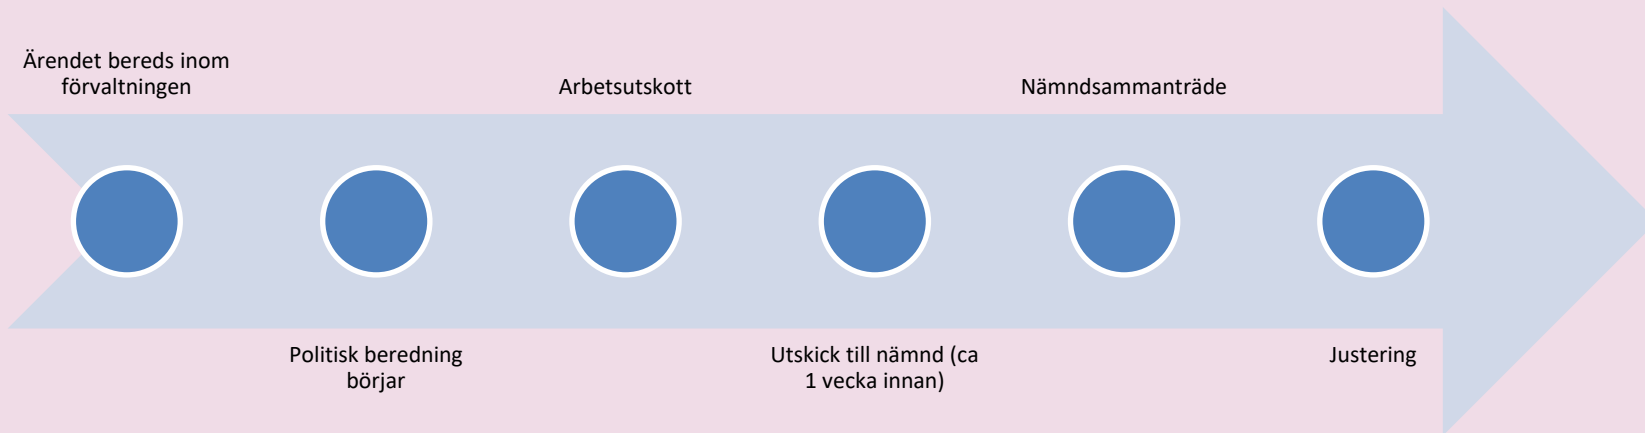 Ärendet bereds inom
förvaltningen
Politisk beredning
börjar
Arbetsutskott
Utskick till nämnd (ca
1 vecka innan)
Nämndsammanträde
Justering